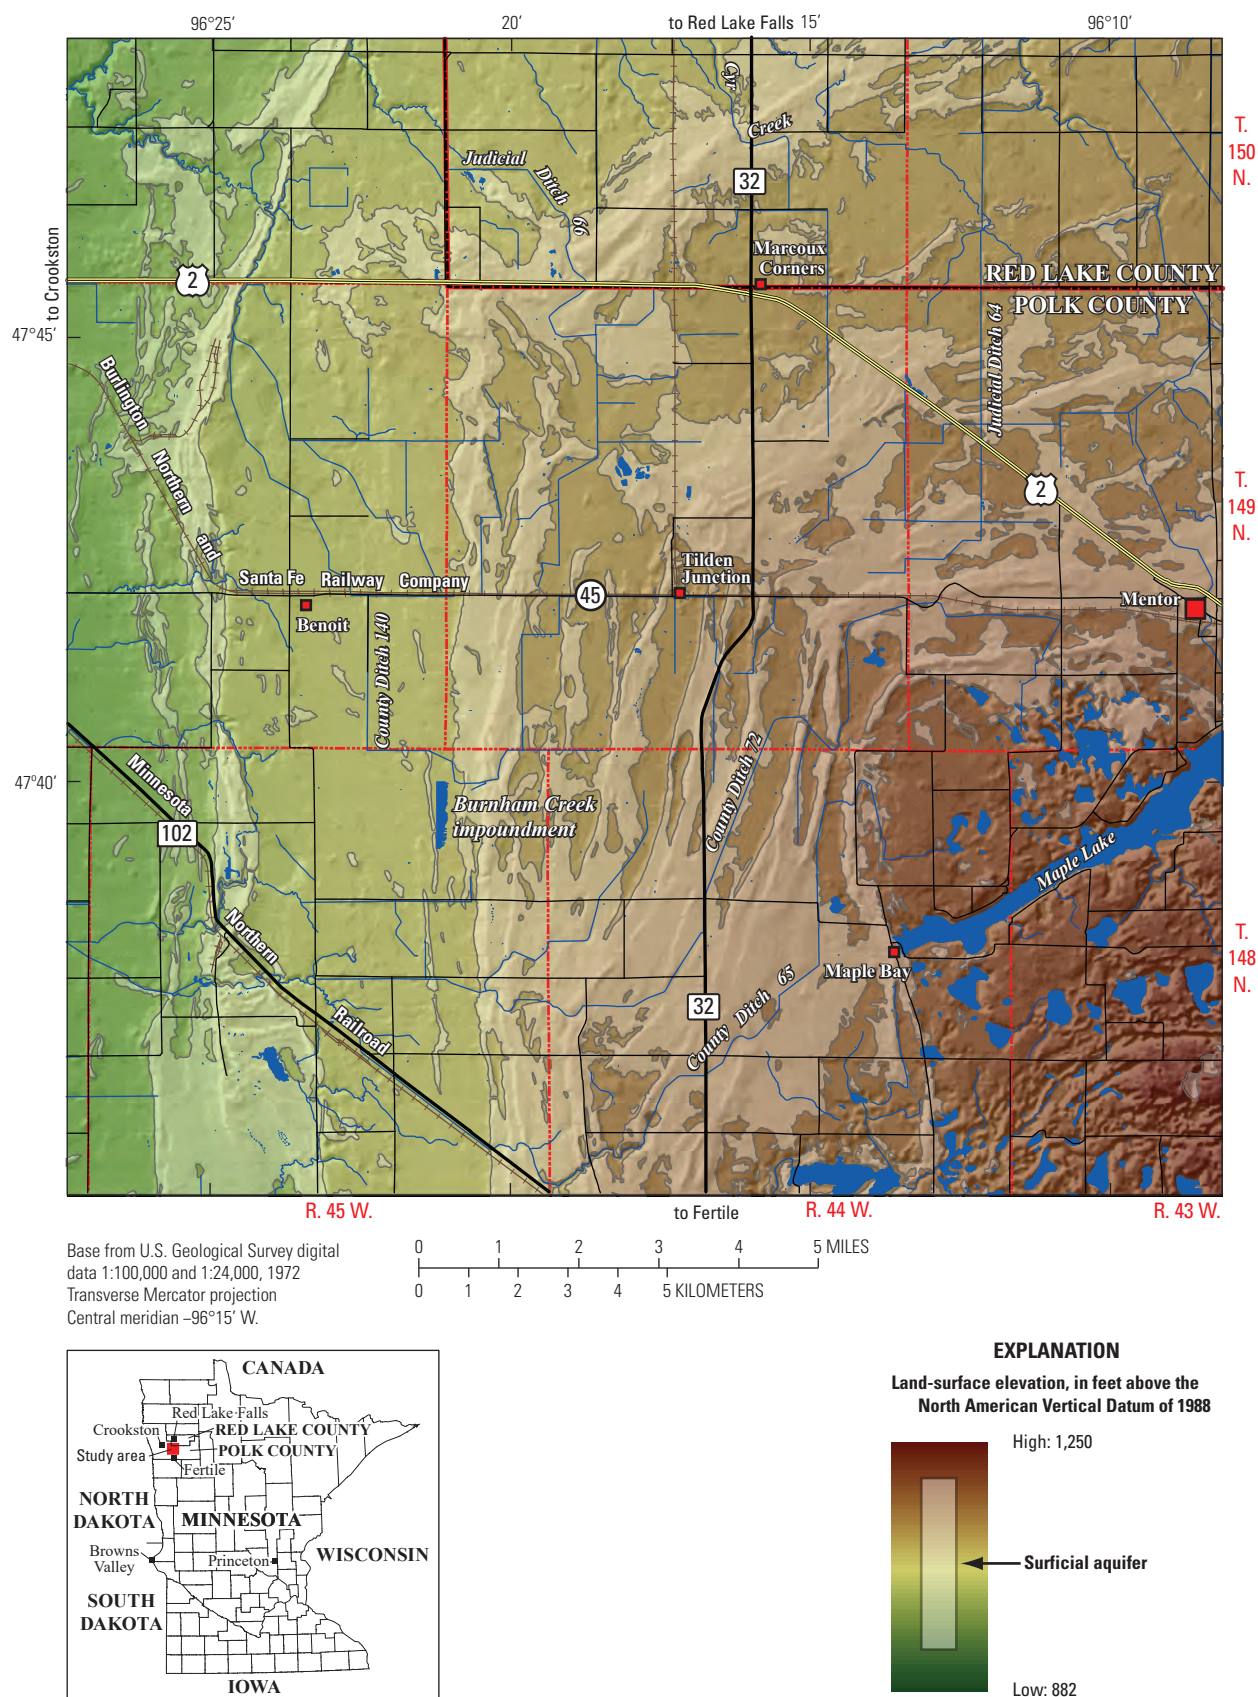 96°25′
20′
to Red Lake Falls
15′
96°10′
T.
150
N.
Cyr
Creek
Judicial
Ditch
99
32
to Crookston
Marcoux
Corners
2
RED LAKE COUNTY
POLK COUNTY
47°45′
Judicial Ditch 64
Burlington
Northern
and
Santa Fe Railway Company
2
T.
149
N.
Tilden
Junction
45
Benoit
Mentor
County Ditch 140
County Ditch 72
47°40′
Minnesota
102
Northern
Railroad
Burnham Creek
impoundment
Maple Lake
T.
148
N.
Maple Bay
32
County Ditch 65
R. 45 W.
to Fertile
R. 44 W.
R. 43 W.
Base from U.S. Geological Survey digital
data 1:100,000 and 1:24,000, 1972
Transverse Mercator projection
Central meridian –96°15′ W.
0 1 2 3 4 5 MILES
0 1 2 3 4 5 KILOMETERS
CANADA
Red Lake Falls
Crookston
RED LAKE COUNTY
Study area
POLK COUNTY
Fertile
NORTH
DAKOTA
MINNESOTA
Browns
Valley
Princeton
WISCONSIN
SOUTH
DAKOTA
IOWA
EXPLANATION
Land-surface elevation, in feet above the
North American Vertical Datum of 1988
High: 1,250
Surficial aquifer
Low: 882